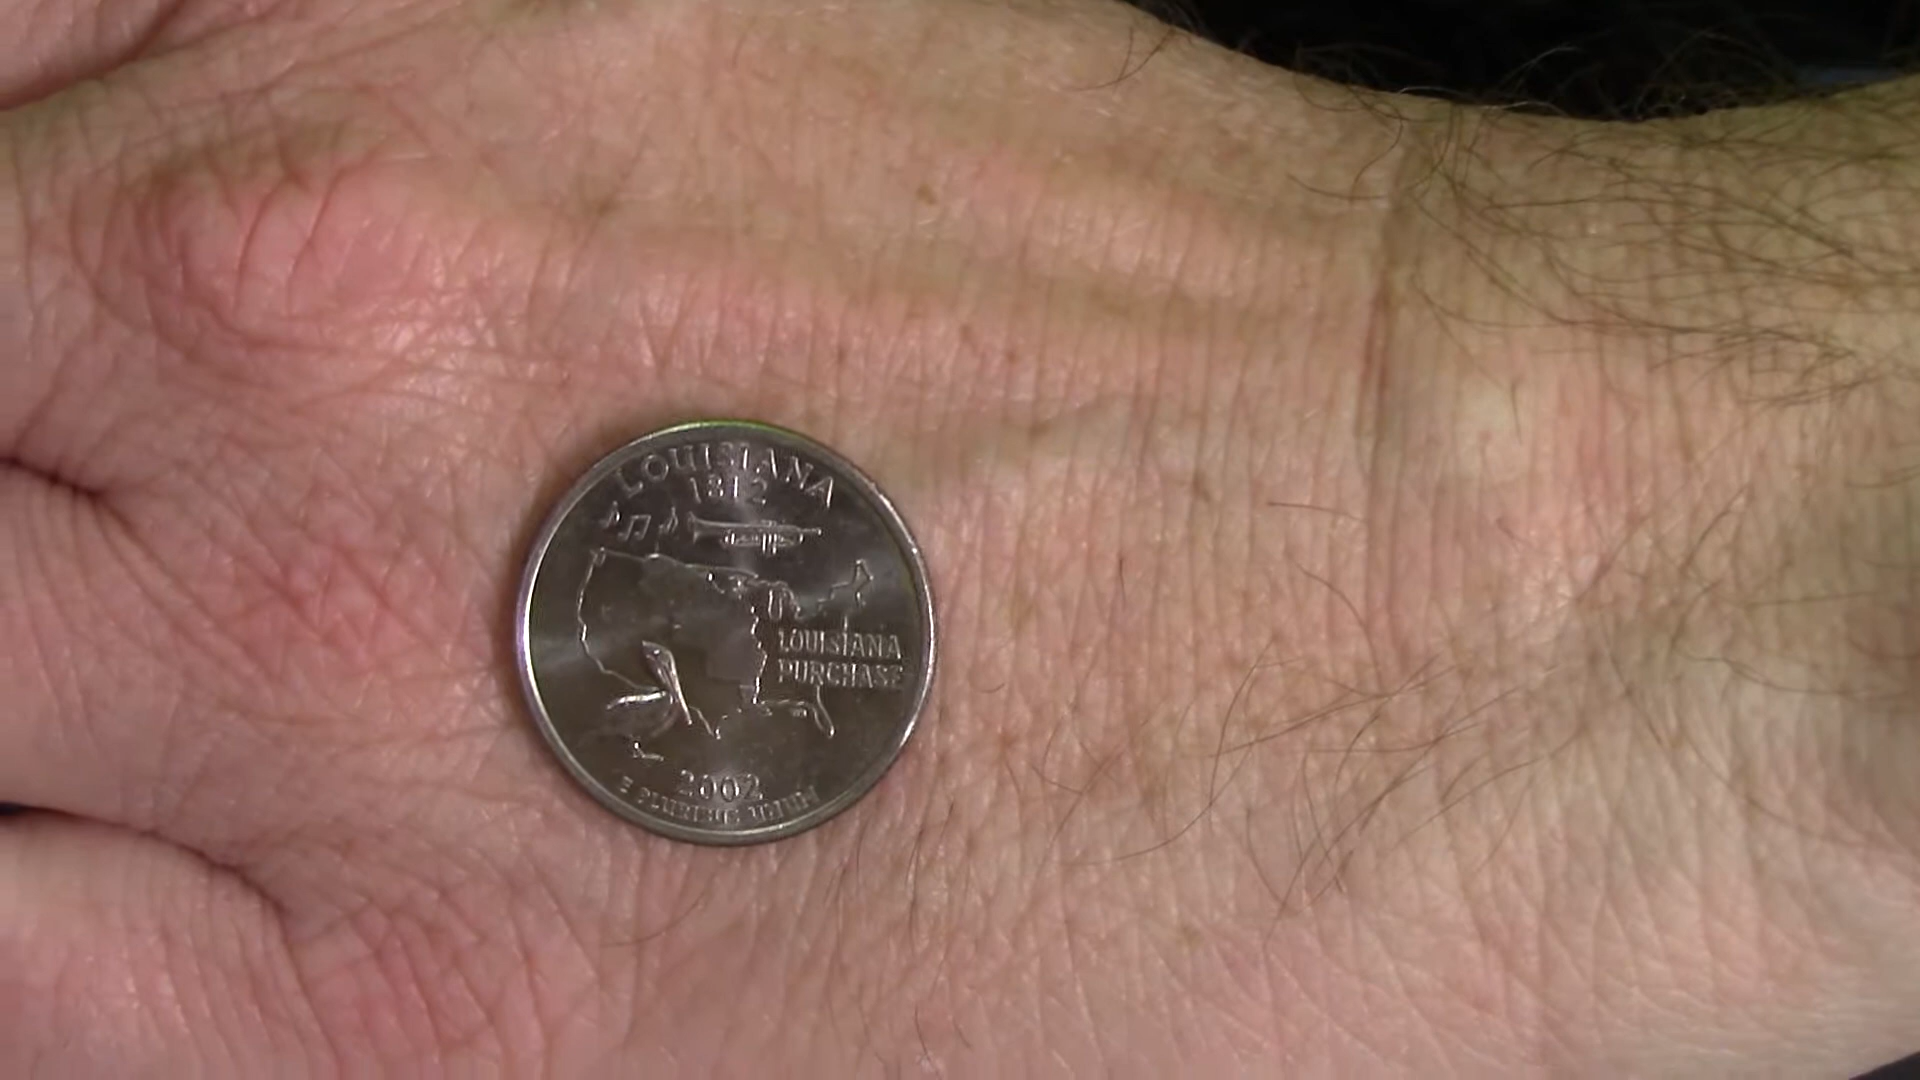 LOUISIANA
1812
LOUISIANA
PURCHASE
2002
E PLURIBUS UNUM